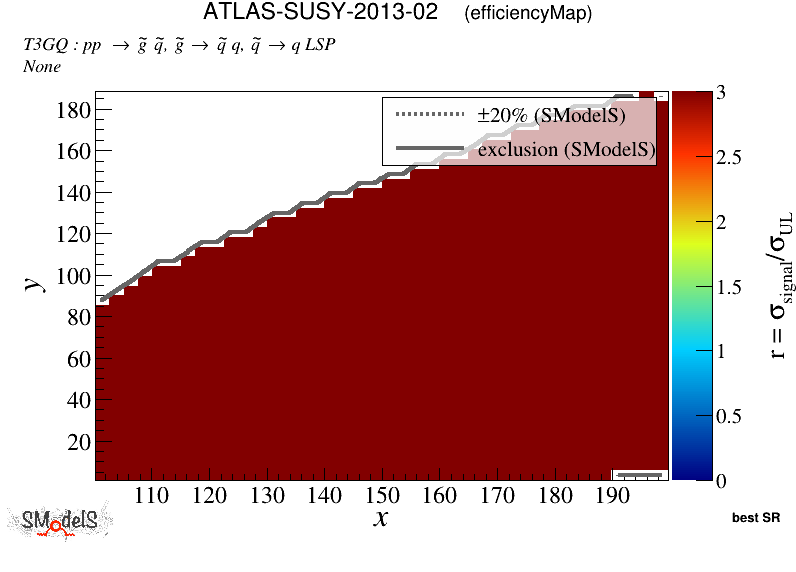 ATLAS-SUSY-2013-02 (efficiencyMap)
T3GQ : pp → g̃ q̃, g̃ → q̃ q, q̃ → q LSP
None
±20% (SModelS)
exclusion (SModelS)
180
160
140
120
100
80
60
40
20
y
110 120 130 140 150 160 170 180 190
x
3
2.5
2
1.5
1
0.5
0
r = σ_signal/σ_UL
SModelS
best SR